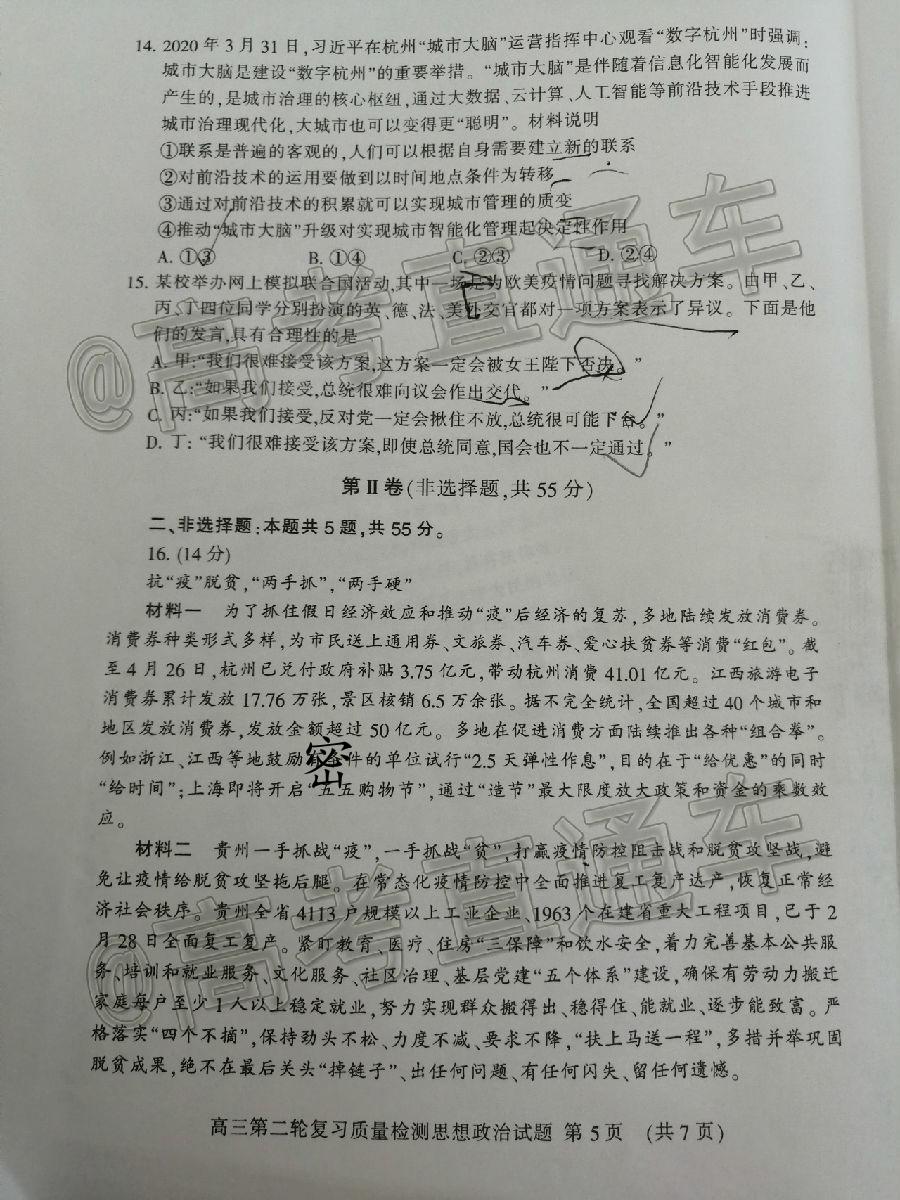 14. 2020 年 3 月 31 日,习近平在杭州“城市大脑”运营指挥中心观看“数字杭州”时强调:
城市大脑是建设“数字杭州”的重要举措。“城市大脑”是伴随着信息化智能化发展而
产生的,是城市治理的核心枢纽,通过大数据、云计算、人工智能等前沿技术手段推进
城市治理现代化,大城市也可以变得更“聪明”。材料说明
①联系是普遍的客观的,人们可以根据自身需要建立新的联系
②对前沿技术的运用要做到以时间地点条件为转移
③通过对前沿技术的积累就可以实现城市管理的质变
④推动“城市大脑”升级对实现城市智能化管理起决定性作用
A. ①③ B. ①④ C. ②③ D. ②④
15. 某校举办网上模拟联合国活动,其中一场是为欧美疫情问题寻找解决方案。由甲、乙、
丙、丁四位同学分别扮演的英、德、法、美外交官都对一项方案表示了异议。下面是他
们的发言,具有合理性的是
A. 甲:“我们很难接受该方案,这方案一定会被女王陛下否决。”
B. 乙:“如果我们接受,总统很难向议会作出交代。”
C. 丙:“如果我们接受,反对党一定会揪住不放,总统很可能下台。”
D. 丁:“我们很难接受该方案,即使总统同意,国会也不一定通过。”
第Ⅱ卷(非选择题,共 55 分)
二、非选择题:本题共 5 题,共 55 分。
16. (14 分)
抗“疫”脱贫,“两手抓”,“两手硬”
材料一 为了抓住假日经济效应和推动“疫”后经济的复苏,多地陆续发放消费券。
消费券种类形式多样,为市民送上通用券、文旅券、汽车券、爱心扶贫券等消费“红包”。截
至 4 月 26 日,杭州已兑付政府补贴 3.75 亿元,带动杭州消费 41.01 亿元。江西旅游电子
消费券累计发放 17.76 万张,景区核销 6.5 万余张。据不完全统计,全国超过 40 个城市和
地区发放消费券,发放金额超过 50 亿元。多地在促进消费方面陆续推出各种“组合拳”。
例如浙江、江西等地鼓励有条件的单位试行“2.5 天弹性作息”,目的在于“给优惠”的同时
“给时间”;上海即将开启“五五购物节”,通过“造节”最大限度放大政策和资金的乘数效
应。
密
材料二 贵州一手抓战“疫”,一手抓战“贫”,打赢疫情防控阻击战和脱贫攻坚战,避
免让疫情给脱贫攻坚拖后腿。在常态化疫情防控中全面推进复工复产达产,恢复正常经
济社会秩序。贵州全省 4113 户规模以上工业企业、1963 个在建省重大工程项目,已于 2
月 28 日全面复工复产。紧盯教育、医疗、住房“三保障”和饮水安全,着力完善基本公共服
务、培训和就业服务、文化服务、社区治理、基层党建“五个体系”建设,确保有劳动力搬迁
家庭每户至少 1 人以上稳定就业,努力实现群众搬得出、稳得住、能就业、逐步能致富。严
格落实“四个不摘”,保持劲头不松、力度不减、要求不降,“扶上马送一程”,多措并举巩固
脱贫成果,绝不在最后关头“掉链子”、出任何问题、有任何闪失、留任何遗憾。
高三第二轮复习质量检测思想政治试题 第 5 页 (共 7 页)
@高考直通车
@高考直通车